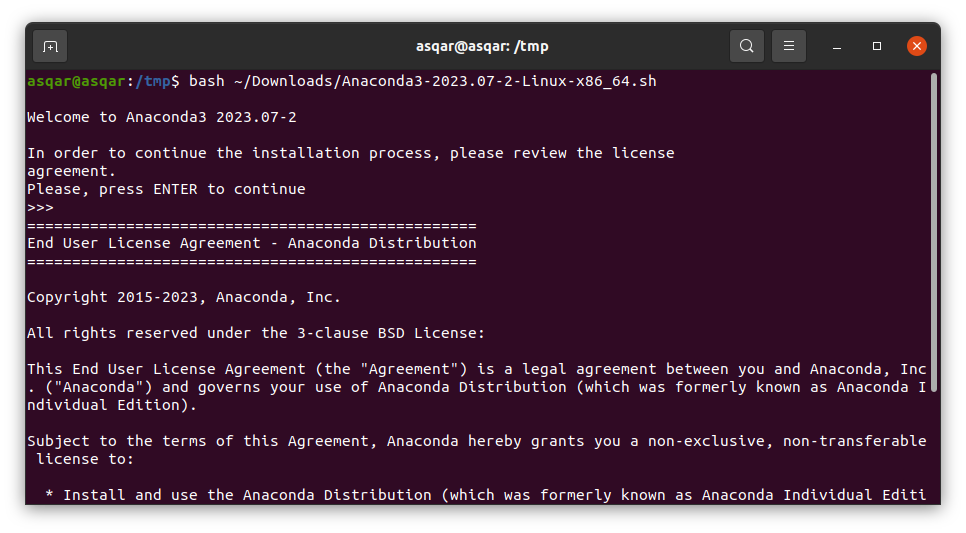 asqar@asqar: /tmp
asqar@asqar:/tmp$ bash ~/Downloads/Anaconda3-2023.07-2-Linux-x86_64.sh
Welcome to Anaconda3 2023.07-2
In order to continue the installation process, please review the license
agreement.
Please, press ENTER to continue
>>>
==================================================
End User License Agreement - Anaconda Distribution
==================================================
Copyright 2015-2023, Anaconda, Inc.
All rights reserved under the 3-clause BSD License:
This End User License Agreement (the "Agreement") is a legal agreement between you and Anaconda, Inc
. ("Anaconda") and governs your use of Anaconda Distribution (which was formerly known as Anaconda I
ndividual Edition).
Subject to the terms of this Agreement, Anaconda hereby grants you a non-exclusive, non-transferable
 license to:
  * Install and use the Anaconda Distribution (which was formerly known as Anaconda Individual Editi